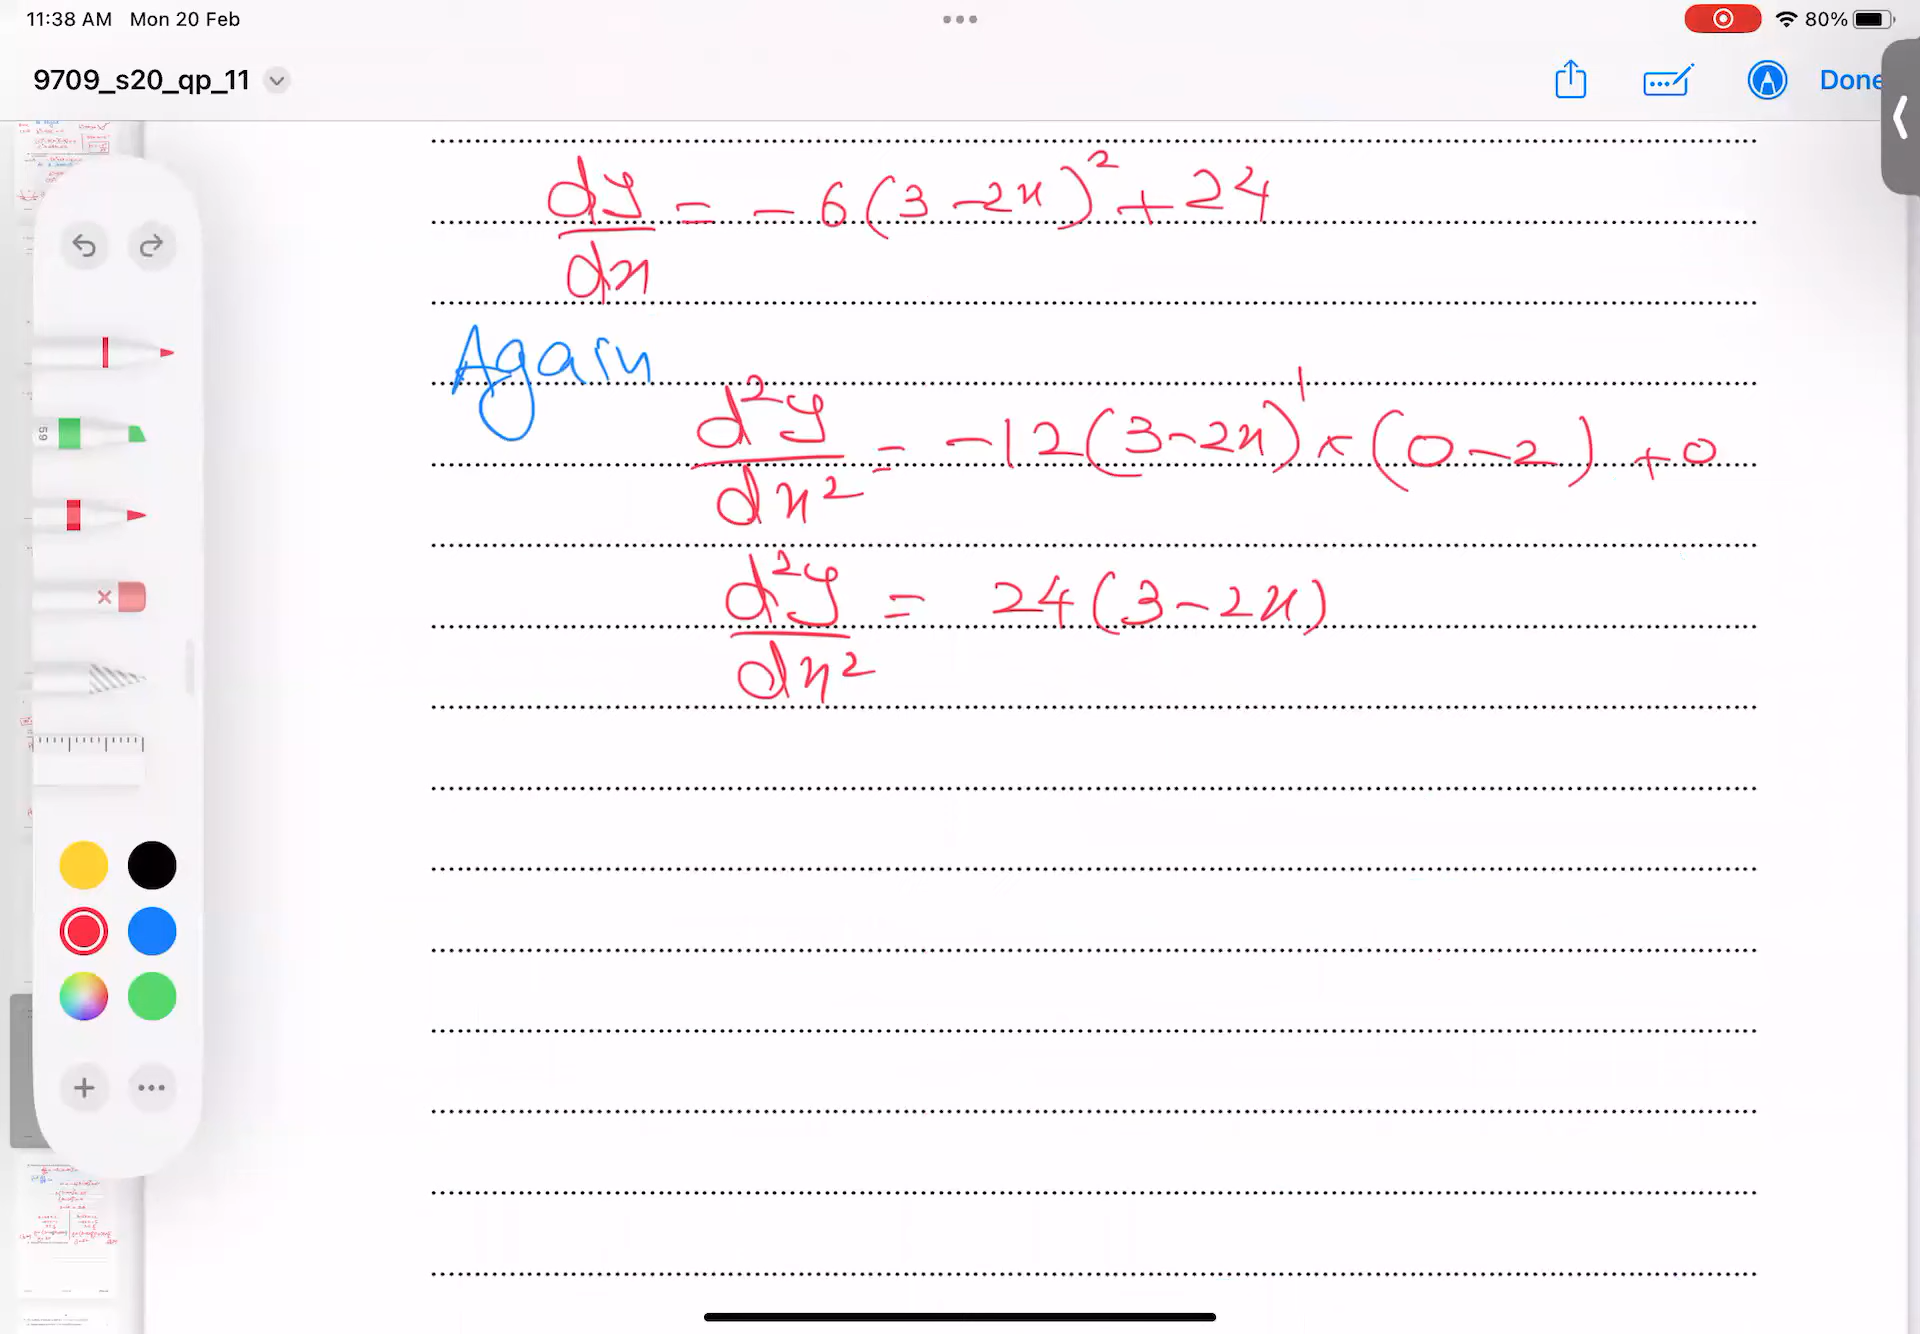 11:38 AM Mon 20 Feb
80%
9709_s20_qp_11
Done
59
dy/dx = -6(3-2x)² + 24
Again
d²y/dx² = -12(3-2x)¹ × (0-2) + 0
d²y/dx² = 24(3-2x)